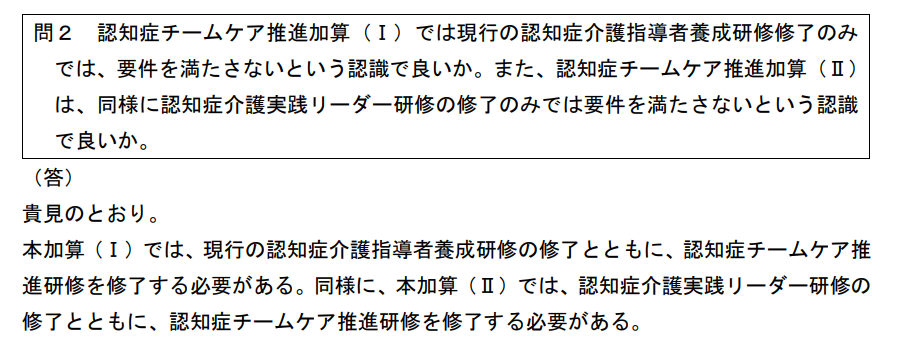 問２　認知症チームケア推進加算（Ⅰ）では現行の認知症介護指導者養成研修修了のみ
では、要件を満たさないという認識で良いか。また、認知症チームケア推進加算（Ⅱ）
は、同様に認知症介護実践リーダー研修の修了のみでは要件を満たさないという認識
で良いか。
（答）
貴見のとおり。
本加算（Ⅰ）では、現行の認知症介護指導者養成研修の修了とともに、認知症チームケア推
進研修を修了する必要がある。同様に、本加算（Ⅱ）では、認知症介護実践リーダー研修の
修了とともに、認知症チームケア推進研修を修了する必要がある。